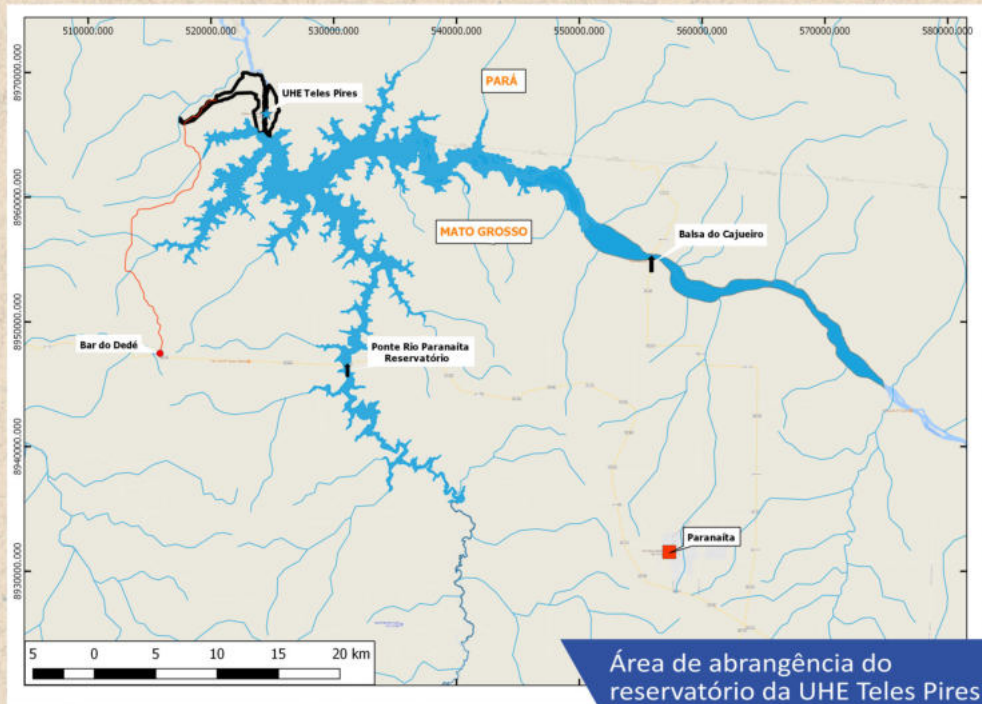 510000.000 520000.000 530000.000 540000.000 550000.000 560000.000 570000.000 580000.000
8970000.000
8960000.000
8950000.000
8940000.000
8930000.000
UHE Teles Pires
PARÁ
MATO GROSSO
Balsa do Cajueiro
Bar do Dedé
Ponte Rio Paranaíta
Reservatório
Paranaíta
5 0 5 10 15 20 km
Área de abrangência do
reservatório da UHE Teles Pires